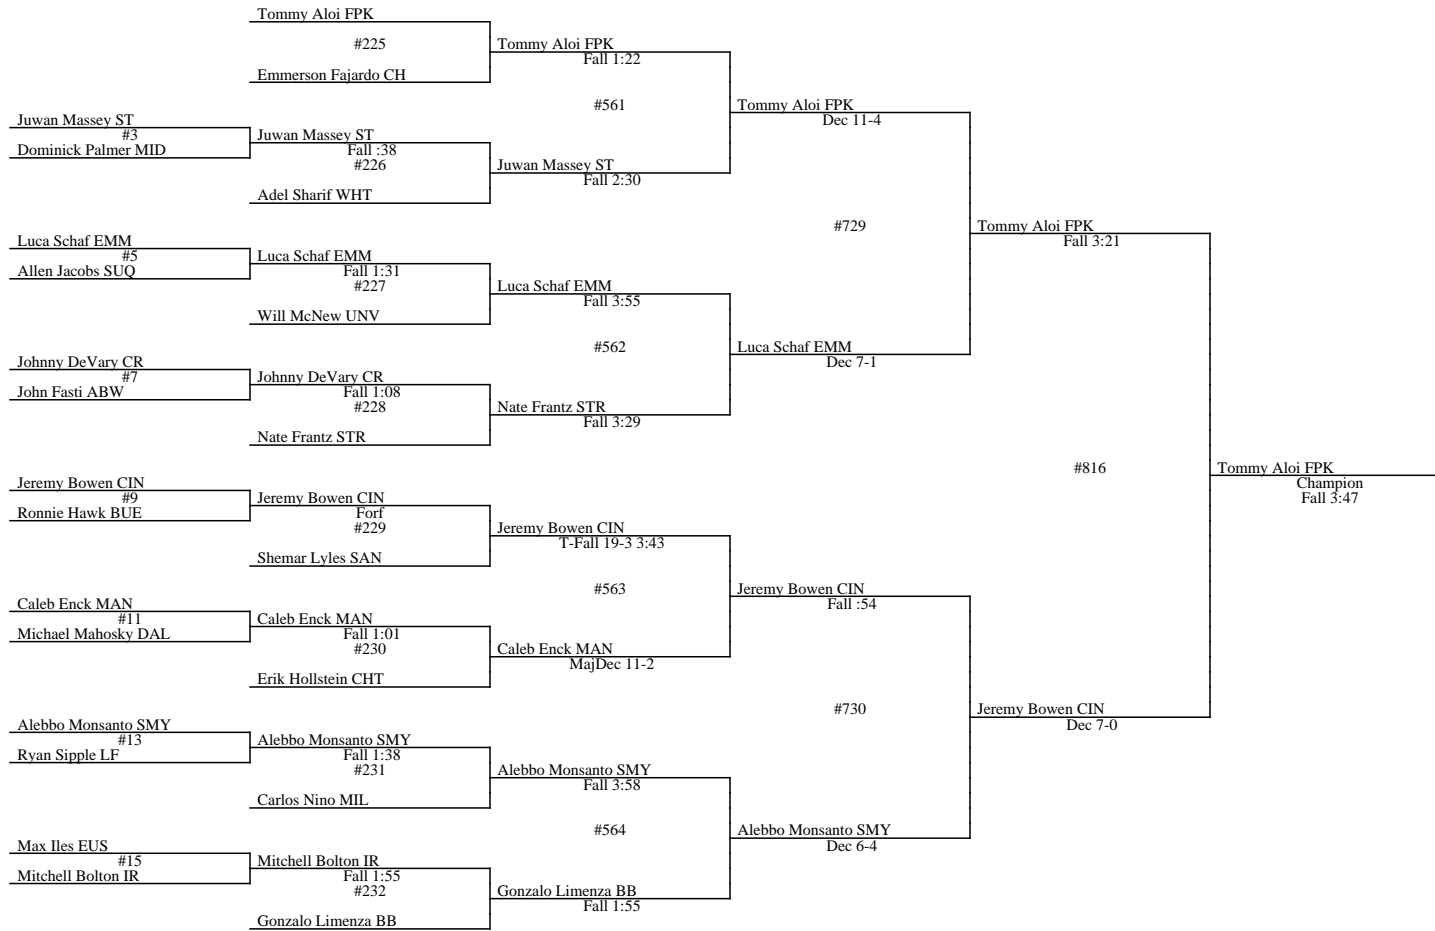 Tommy Aloi FPK
#225
Tommy Aloi FPK
Fall 1:22
Emmerson Fajardo CH
#561
Tommy Aloi FPK
Dec 11-4
Juwan Massey ST
#3
Juwan Massey ST
Fall :38
Dominick Palmer MID
#226
Juwan Massey ST
Fall 2:30
Adel Sharif WHT
#729
Tommy Aloi FPK
Fall 3:21
Luca Schaf EMM
#5
Luca Schaf EMM
Fall 1:31
Allen Jacobs SUQ
#227
Luca Schaf EMM
Fall 3:55
Will McNew UNV
#562
Luca Schaf EMM
Dec 7-1
Johnny DeVary CR
#7
Johnny DeVary CR
Fall 1:08
John Fasti ABW
#228
Nate Frantz STR
Fall 3:29
Nate Frantz STR
#816
Tommy Aloi FPK
Champion
Fall 3:47
Jeremy Bowen CIN
#9
Jeremy Bowen CIN
Forf
Ronnie Hawk BUE
#229
Jeremy Bowen CIN
T-Fall 19-3 3:43
Shemar Lyles SAN
#563
Jeremy Bowen CIN
Fall :54
Caleb Enck MAN
#11
Caleb Enck MAN
Fall 1:01
Michael Mahosky DAL
#230
Caleb Enck MAN
MajDec 11-2
Erik Hollstein CHT
#730
Jeremy Bowen CIN
Dec 7-0
Alebbo Monsanto SMY
#13
Alebbo Monsanto SMY
Fall 1:38
Ryan Sipple LF
#231
Alebbo Monsanto SMY
Fall 3:58
Carlos Nino MIL
#564
Alebbo Monsanto SMY
Dec 6-4
Max Iles EUS
#15
Mitchell Bolton IR
Fall 1:55
Mitchell Bolton IR
#232
Gonzalo Limenza BB
Fall 1:55
Gonzalo Limenza BB